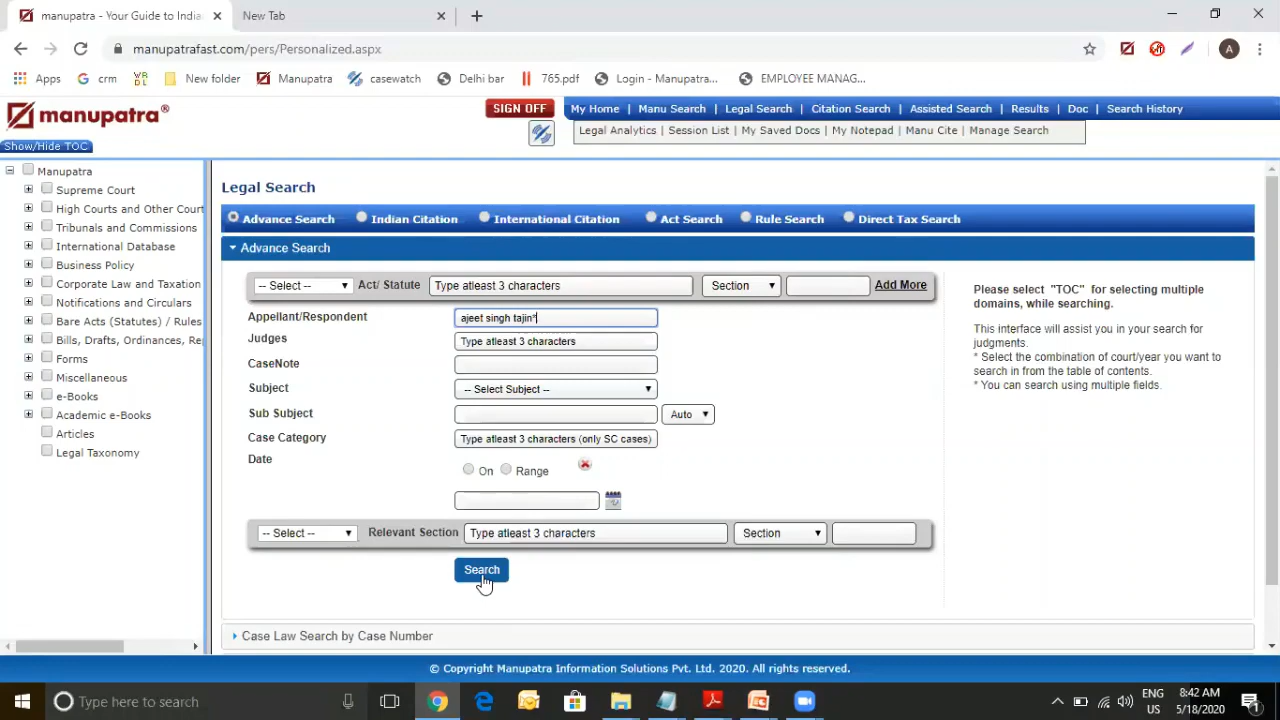 manupatra - Your Guide to India
New Tab
manupatrafast.com/pers/Personalized.aspx
A
Apps
crm
New folder
Manupatra
casewatch
Delhi bar
765.pdf
Login - Manupatra...
EMPLOYEE MANAG...
manupatra®
SIGN OFF
My Home | Manu Search | Legal Search | Citation Search | Assisted Search | Results | Doc | Search History
Legal Analytics | Session List | My Saved Docs | My Notepad | Manu Cite | Manage Search
Show/Hide TOC
Manupatra
Supreme Court
High Courts and Other Court
Tribunals and Commissions
International Database
Business Policy
Corporate Law and Taxation
Notifications and Circulars
Bare Acts (Statutes) / Rules
Bills, Drafts, Ordinances, Re
Forms
Miscellaneous
e-Books
Academic e-Books
Articles
Legal Taxonomy
Legal Search
Advance Search
Indian Citation
International Citation
Act Search
Rule Search
Direct Tax Search
Advance Search
-- Select --
Act/ Statute
Type atleast 3 characters
Section
Add More
Appellant/Respondent
ajeet singh tajin*
Judges
Type atleast 3 characters
CaseNote
Subject
-- Select Subject --
Sub Subject
Auto
Case Category
Type atleast 3 characters (only SC cases)
Date
On
Range
-- Select --
Relevant Section
Type atleast 3 characters
Section
Search
Please select "TOC" for selecting multiple
domains, while searching.
This interface will assist you in your search for
judgments.
* Select the combination of court/year you want to
search in from the table of contents.
* You can search using multiple fields.
Case Law Search by Case Number
© Copyright Manupatra Information Solutions Pvt. Ltd. 2020. All rights reserved.
Type here to search
ENG
US
8:42 AM
5/18/2020
1